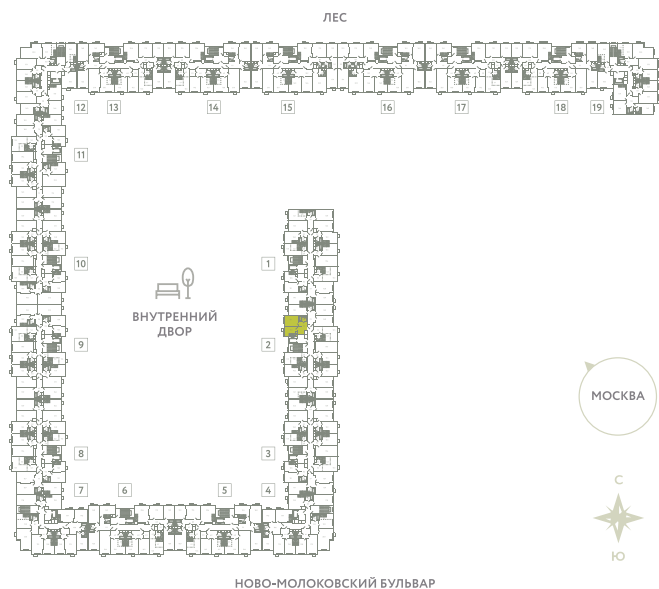 ЛЕС
12 13 14 15 16 17 18 19
11
10 1
ВНУТРЕННИЙ
ДВОР
9 2
МОСКВА
8 3
7 6 5 4
С
Ю
НОВО-МОЛОКОВСКИЙ БУЛЬВАР